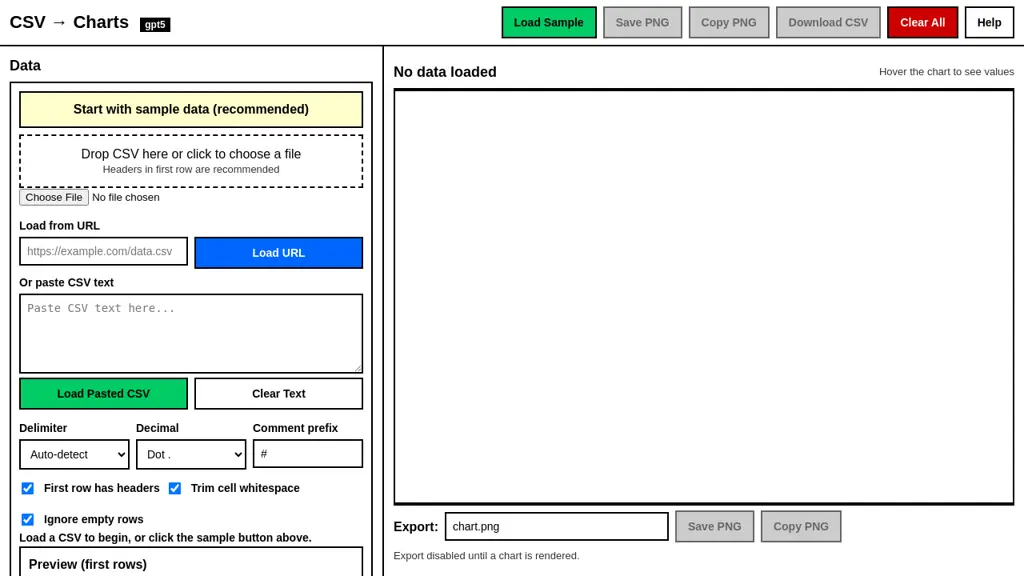 CSV → Charts gpt5
Load Sample Save PNG Copy PNG Download CSV Clear All Help
Data
Start with sample data (recommended)
Drop CSV here or click to choose a file
Headers in first row are recommended
Choose File No file chosen
Load from URL
https://example.com/data.csv Load URL
Or paste CSV text
Paste CSV text here...
Load Pasted CSV Clear Text
Delimiter Decimal Comment prefix
Auto-detect Dot . #
First row has headers Trim cell whitespace
Ignore empty rows
Load a CSV to begin, or click the sample button above.
Preview (first rows)
No data loaded Hover the chart to see values
Export: chart.png Save PNG Copy PNG
Export disabled until a chart is rendered.